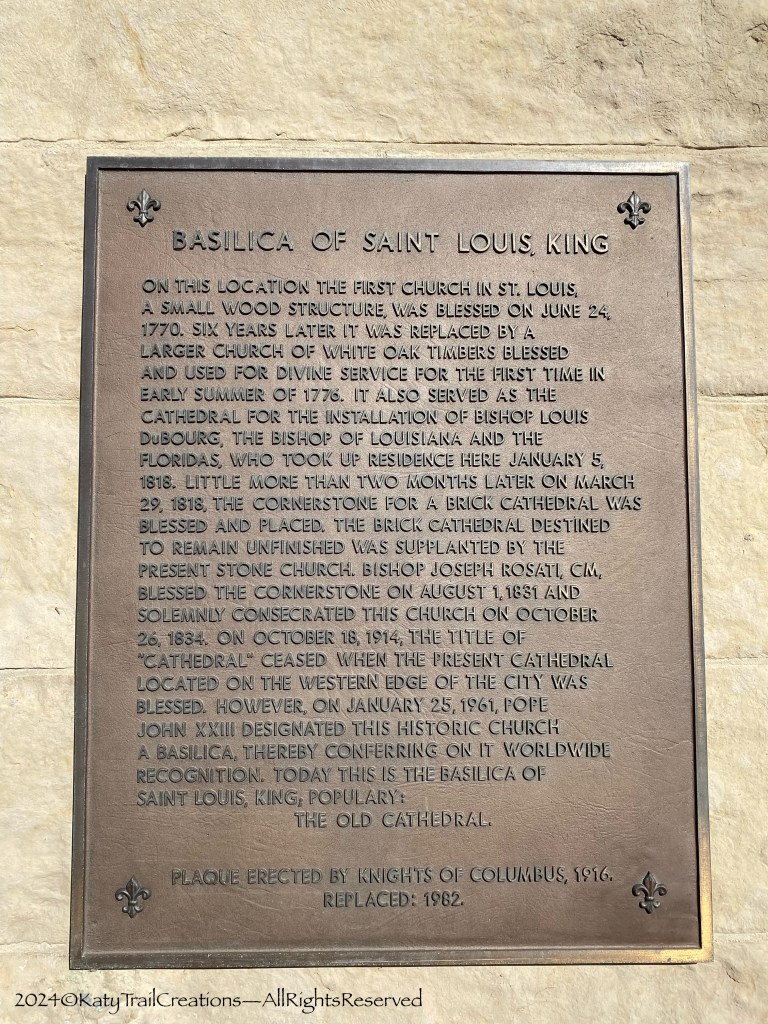 BASILICA OF SAINT LOUIS, KING
ON THIS LOCATION THE FIRST CHURCH IN ST. LOUIS,
A SMALL WOOD STRUCTURE, WAS BLESSED ON JUNE 24,
1770. SIX YEARS LATER IT WAS REPLACED BY A
LARGER CHURCH OF WHITE OAK TIMBERS BLESSED
AND USED FOR DIVINE SERVICE FOR THE FIRST TIME IN
EARLY SUMMER OF 1776. IT ALSO SERVED AS THE
CATHEDRAL FOR THE INSTALLATION OF BISHOP LOUIS
DuBOURG, THE BISHOP OF LOUISIANA AND THE
FLORIDAS, WHO TOOK UP RESIDENCE HERE JANUARY 5,
1818. LITTLE MORE THAN TWO MONTHS LATER ON MARCH
29, 1818, THE CORNERSTONE FOR A BRICK CATHEDRAL WAS
BLESSED AND PLACED. THE BRICK CATHEDRAL DESTINED
TO REMAIN UNFINISHED WAS SUPPLANTED BY THE
PRESENT STONE CHURCH. BISHOP JOSEPH ROSATI, CM,
BLESSED THE CORNERSTONE ON AUGUST 1, 1831 AND
SOLEMNLY CONSECRATED THIS CHURCH ON OCTOBER
26, 1834. ON OCTOBER 18, 1914, THE TITLE OF
"CATHEDRAL" CEASED WHEN THE PRESENT CATHEDRAL
LOCATED ON THE WESTERN EDGE OF THE CITY WAS
BLESSED. HOWEVER, ON JANUARY 25, 1961, POPE
JOHN XXIII DESIGNATED THIS HISTORIC CHURCH
A BASILICA, THEREBY CONFERRING ON IT WORLDWIDE
RECOGNITION. TODAY THIS IS THE BASILICA OF
SAINT LOUIS, KING; POPULARY:
THE OLD CATHEDRAL.
PLAQUE ERECTED BY KNIGHTS OF COLUMBUS, 1916.
REPLACED: 1982.
2024©KatyTrailCreations—AllRightsReserved